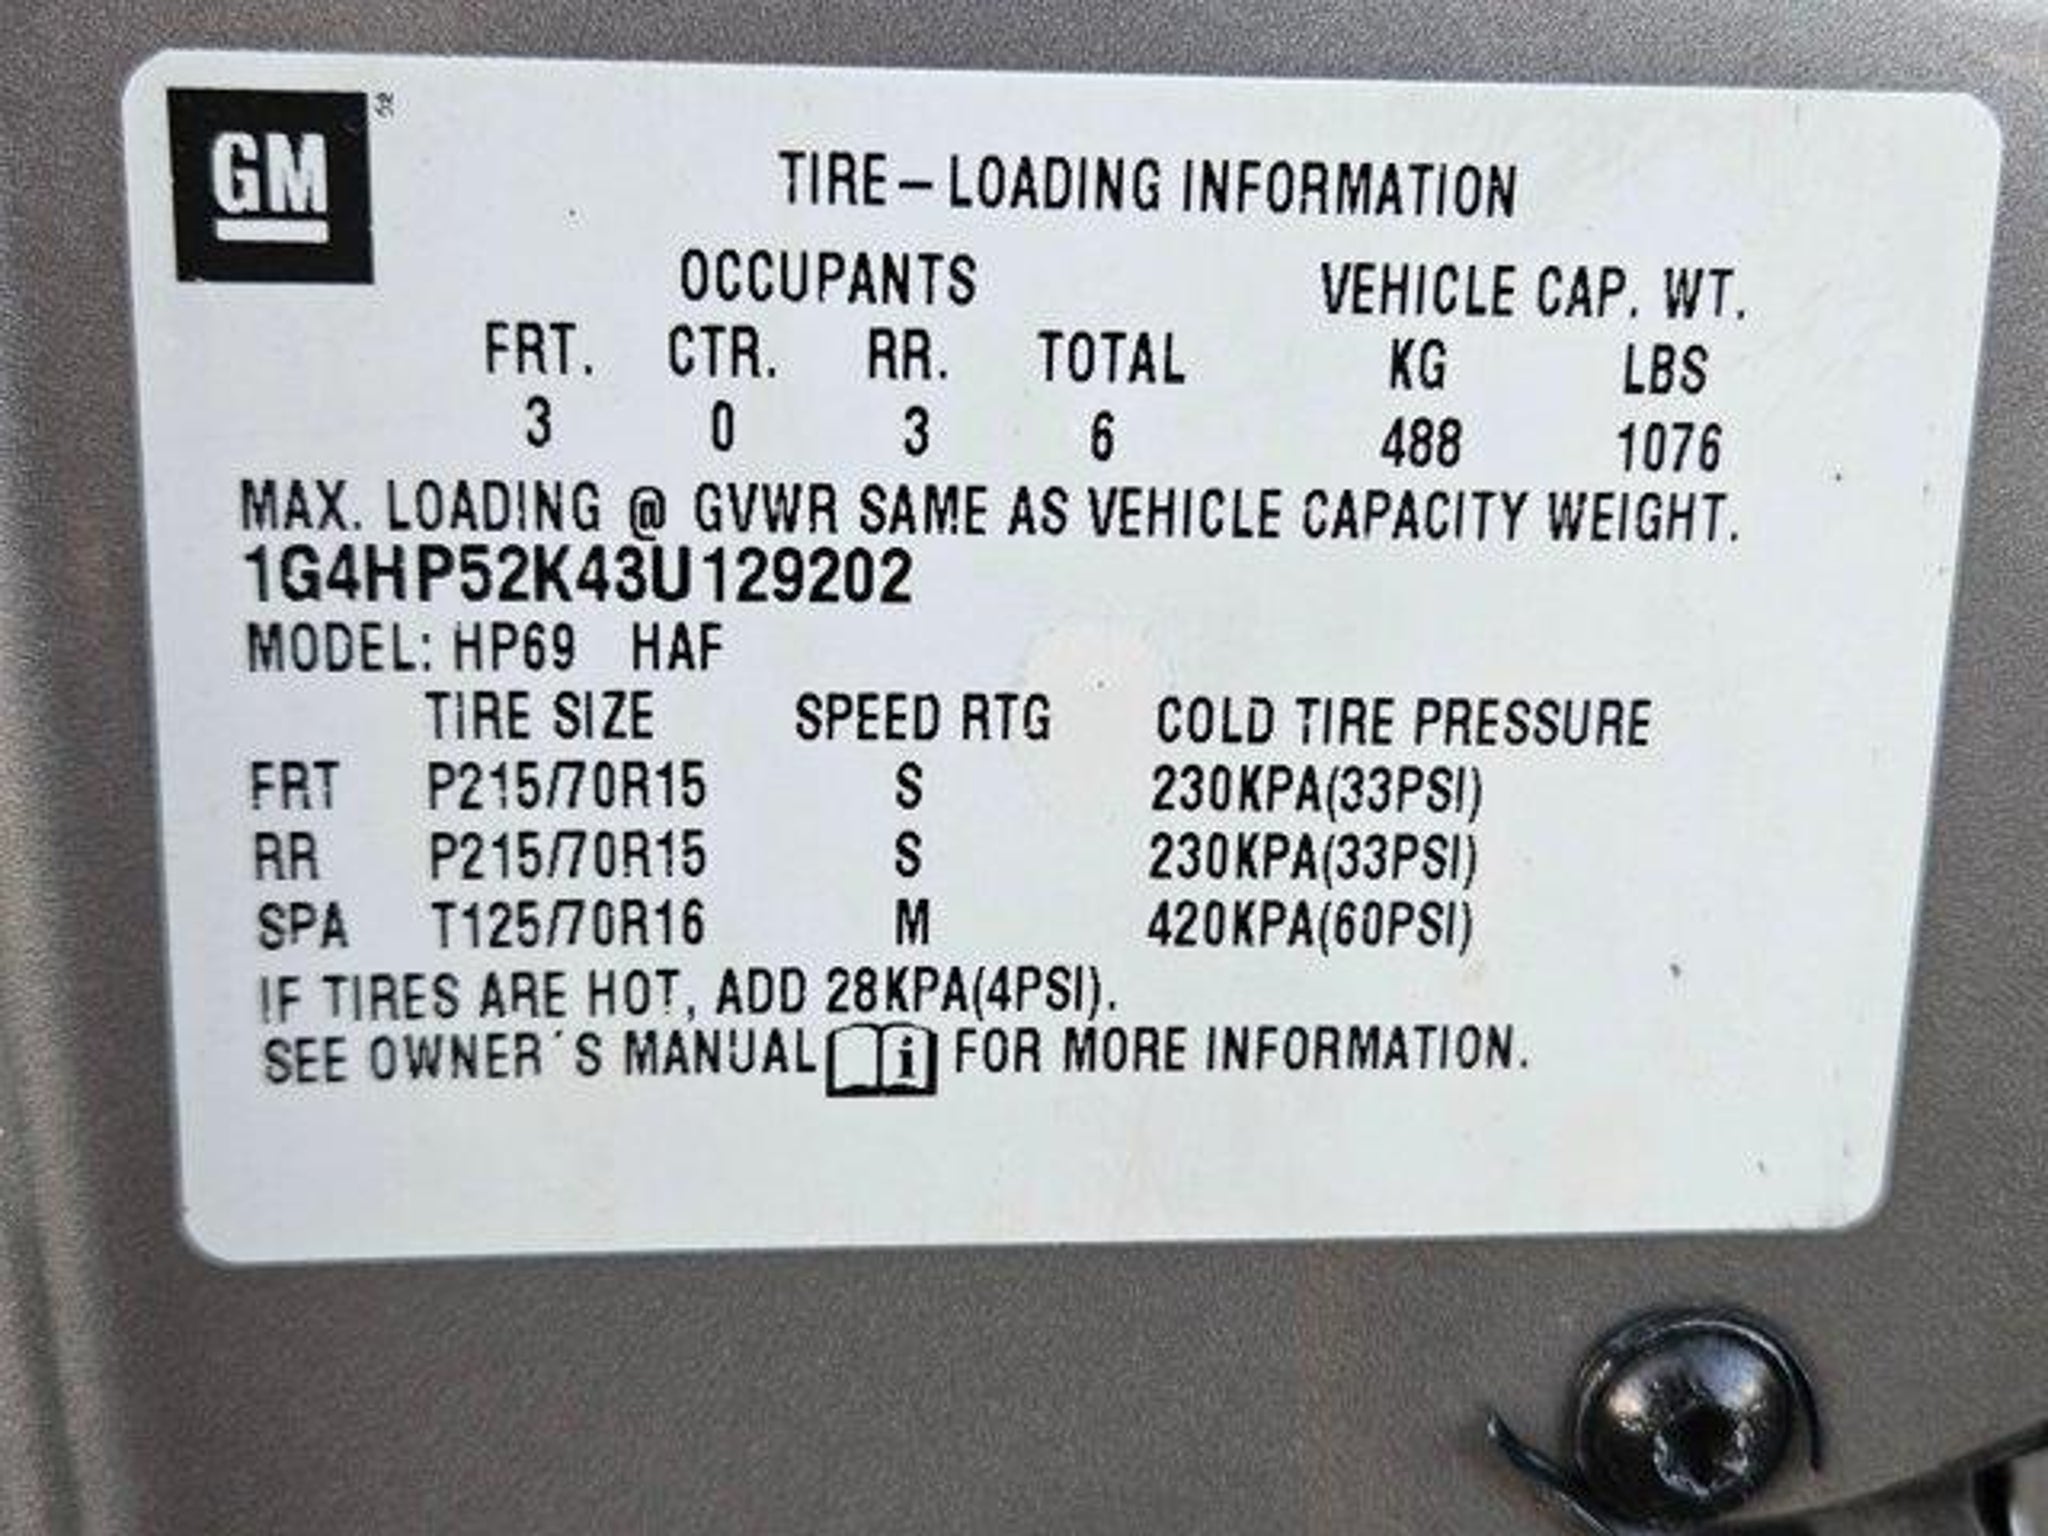 GM
52
TIRE-LOADING INFORMATION
OCCUPANTS VEHICLE CAP. WT.
FRT. CTR. RR. TOTAL KG LBS
3 0 3 6 488 1076
MAX. LOADING @ GVWR SAME AS VEHICLE CAPACITY WEIGHT.
1G4HP52K43U129202
MODEL: HP69 HAF
TIRE SIZE SPEED RTG COLD TIRE PRESSURE
FRT P215/70R15 S 230KPA(33PSI)
RR P215/70R15 S 230KPA(33PSI)
SPA T125/70R16 M 420KPA(60PSI)
IF TIRES ARE HOT, ADD 28KPA(4PSI).
SEE OWNER'S MANUAL i FOR MORE INFORMATION.